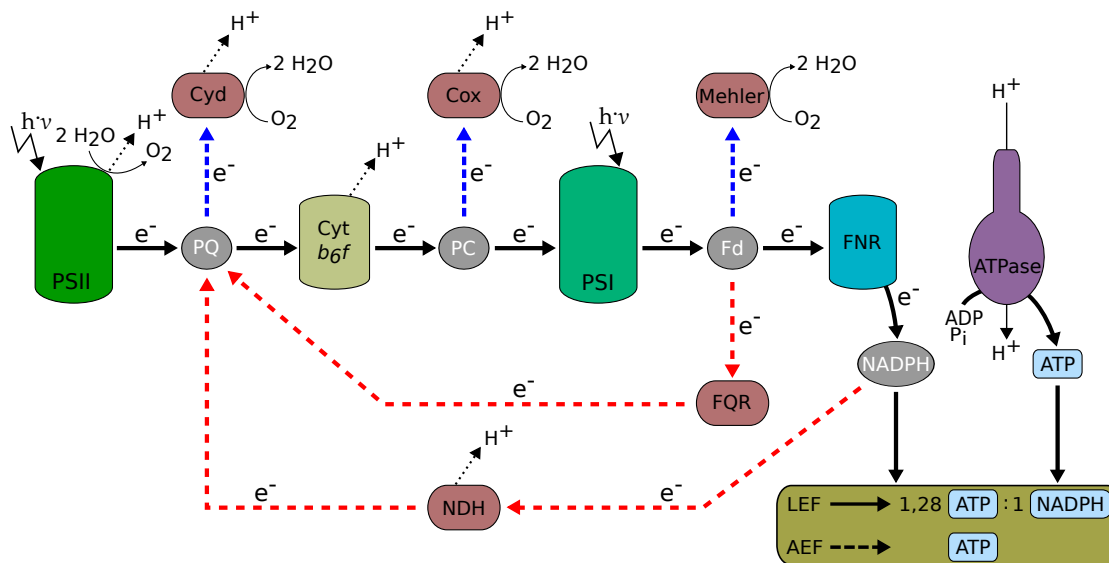 H+
H+
2 H2O
2 H2O
2 H2O
Cyd
Cox
Mehler
O2
O2
O2
H+
h·ν
2 H2O
H+
O2
h·ν
H+
e-
e-
e-
PSII
e-
PQ
e-
Cyt
b6f
e-
PC
e-
PSI
e-
Fd
e-
FNR
ATPase
e-
e-
ADP
Pi
H+
NADPH
ATP
e-
FQR
H+
e-
NDH
e-
LEF 1,28 ATP : 1 NADPH
AEF ATP